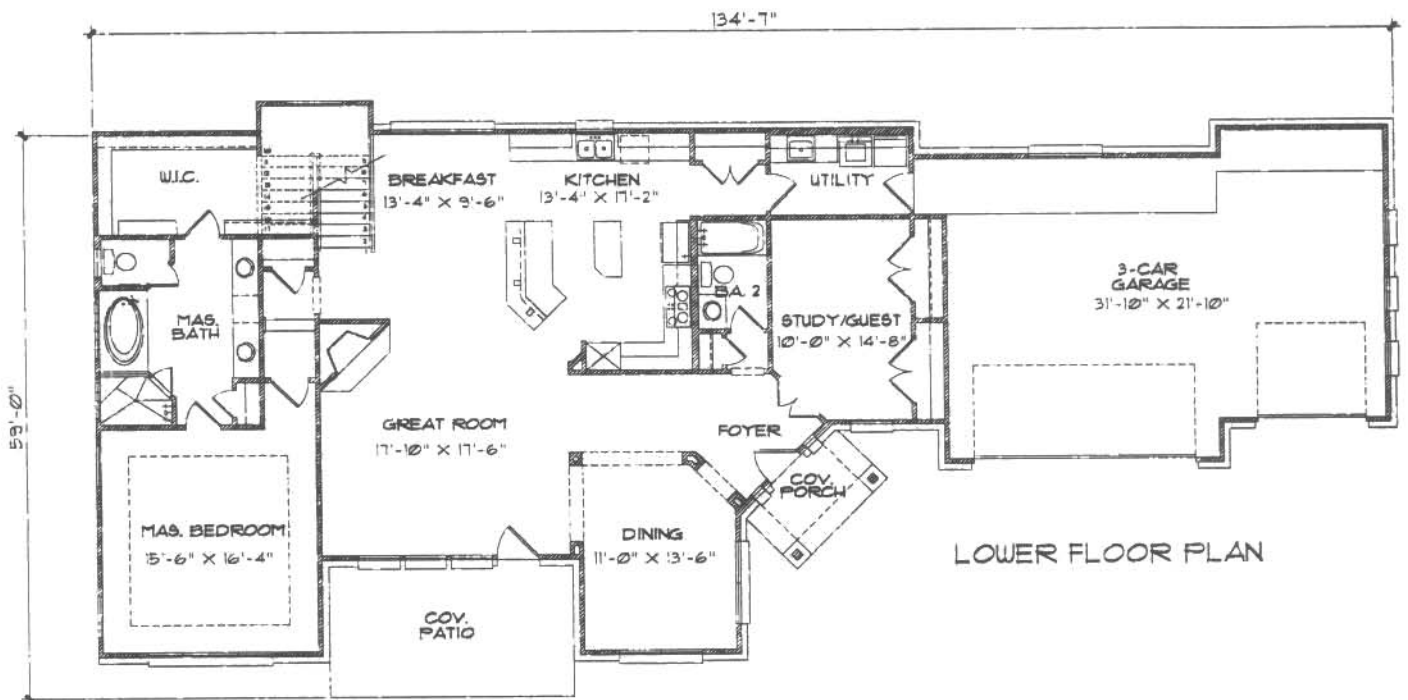 134'-7"
59'-0"
W.I.C.
BREAKFAST
13'-4" X 9'-6"
KITCHEN
13'-4" X 17'-2"
UTILITY
3-CAR
GARAGE
31'-10" X 21'-10"
MAS.
BATH
BA. 2
STUDY/GUEST
10'-0" X 14'-8"
GREAT ROOM
17'-10" X 17'-6"
FOYER
COV.
PORCH
MAS. BEDROOM
15'-6" X 16'-4"
DINING
11'-0" X 13'-6"
LOWER FLOOR PLAN
COV.
PATIO